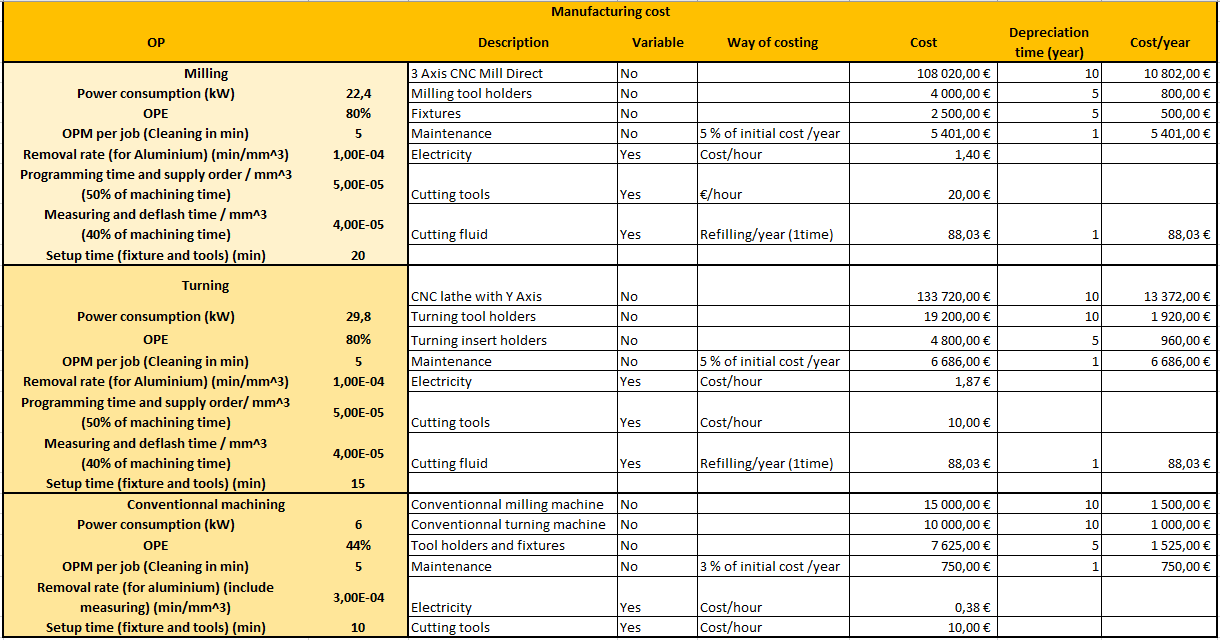 Manufacturing cost
OP Description Variable Way of costing Cost Depreciation time (year) Cost/year
Milling 3 Axis CNC Mill Direct No 108 020,00 € 10 10 802,00 €
Power consumption (kW) 22,4 Milling tool holders No 4 000,00 € 5 800,00 €
OPE 80% Fixtures No 2 500,00 € 5 500,00 €
OPM per job (Cleaning in min) 5 Maintenance No 5 % of initial cost /year 5 401,00 € 1 5 401,00 €
Removal rate (for Aluminium) (min/mm^3) 1,00E-04 Electricity Yes Cost/hour 1,40 €
Programming time and supply order / mm^3
(50% of machining time) 5,00E-05 Cutting tools Yes €/hour 20,00 €
Measuring and deflash time / mm^3
(40% of machining time) 4,00E-05 Cutting fluid Yes Refilling/year (1time) 88,03 € 1 88,03 €
Setup time (fixture and tools) (min) 20
Turning CNC lathe with Y Axis No 133 720,00 € 10 13 372,00 €
Power consumption (kW) 29,8 Turning tool holders No 19 200,00 € 10 1 920,00 €
OPE 80% Turning insert holders No 4 800,00 € 5 960,00 €
OPM per job (Cleaning in min) 5 Maintenance No 5 % of initial cost /year 6 686,00 € 1 6 686,00 €
Removal rate (for Aluminium) (min/mm^3) 1,00E-04 Electricity Yes Cost/hour 1,87 €
Programming time and supply order/ mm^3
(50% of machining time) 5,00E-05 Cutting tools Yes Cost/hour 10,00 €
Measuring and deflash time / mm^3
(40% of machining time) 4,00E-05 Cutting fluid Yes Refilling/year (1time) 88,03 € 1 88,03 €
Setup time (fixture and tools) (min) 15
Conventionnal machining Conventionnal milling machine No 15 000,00 € 10 1 500,00 €
Power consumption (kW) 6 Conventionnal turning machine No 10 000,00 € 10 1 000,00 €
OPE 44% Tool holders and fixtures No 7 625,00 € 5 1 525,00 €
OPM per job (Cleaning in min) 5 Maintenance No 3 % of initial cost /year 750,00 € 1 750,00 €
Removal rate (for aluminium) (include
measuring) (min/mm^3) 3,00E-04 Electricity Yes Cost/hour 0,38 €
Setup time (fixture and tools) (min) 10 Cutting tools Yes Cost/hour 10,00 €